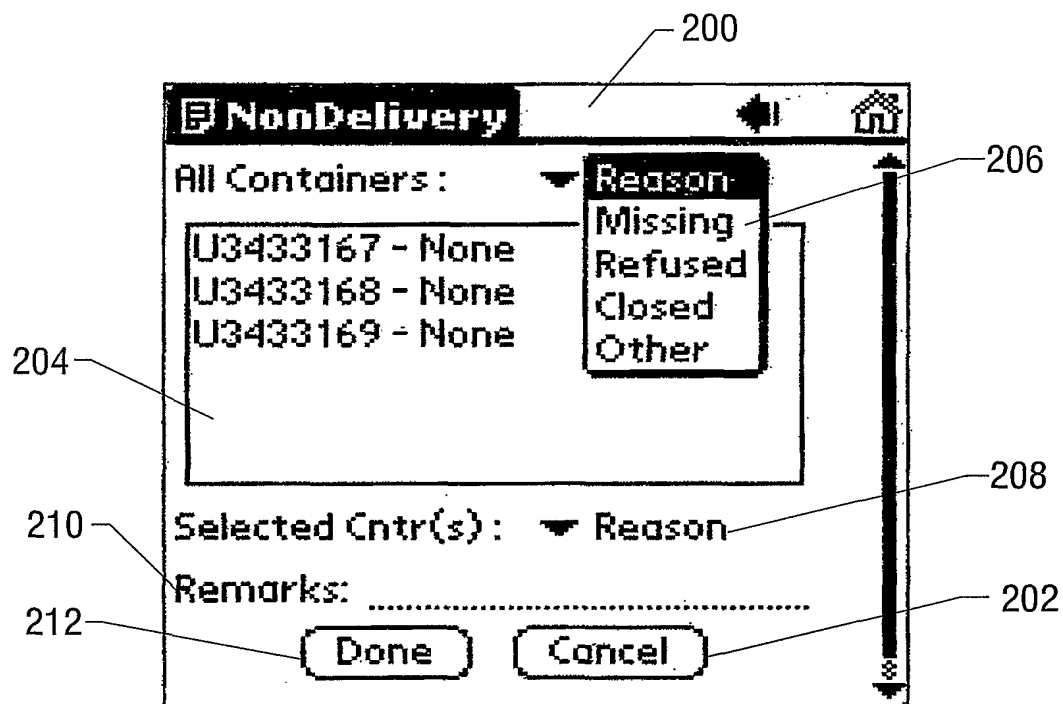 200
NonDelivery
206
All Containers: Reason
Missing
Refused
Closed
Other
U3433167 - None
U3433168 - None
U3433169 - None
204
208
Selected Cntr(s): Reason
210
Remarks:
202
212
Done Cancel